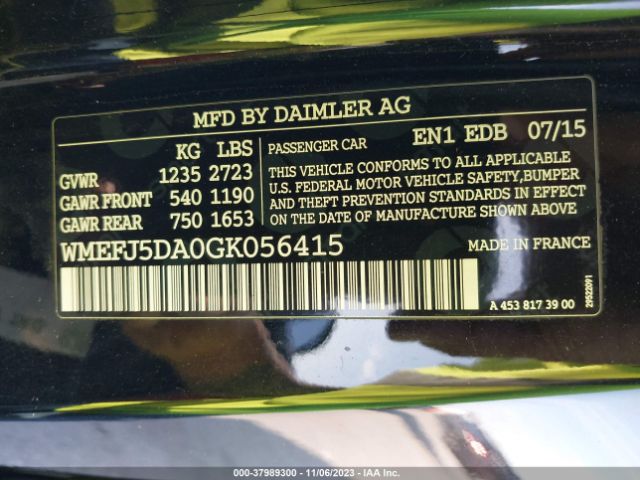 MFD BY DAIMLER AG
KG LBS
GVWR 1235 2723
GAWR FRONT 540 1190
GAWR REAR 750 1653
PASSENGER CAR EN1 EDB 07/15
THIS VEHICLE CONFORMS TO ALL APPLICABLE
U.S. FEDERAL MOTOR VEHICLE SAFETY,BUMPER
AND THEFT PREVENTION STANDARDS IN EFFECT
ON THE DATE OF MANUFACTURE SHOWN ABOVE
WMEFJ5DA0GK056415 MADE IN FRANCE
A 453 817 39 00
29522091
000-37989300 - 11/06/2023 - IAA Inc.